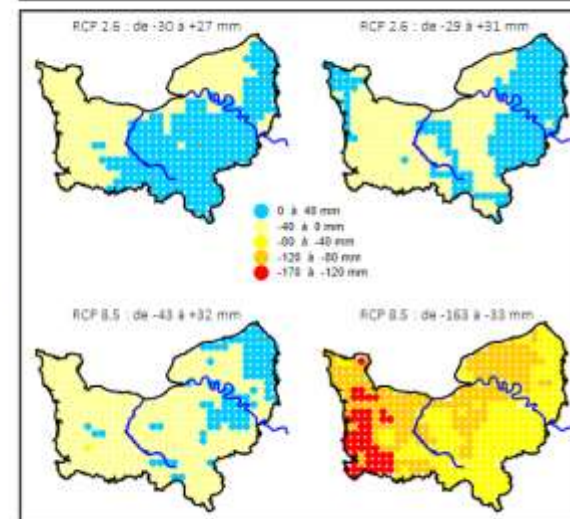 RCP 2.6 : de -30 à +27 mm
RCP 2.6 : de -29 à +31 mm
0 à 40 mm
-40 à 0 mm
-80 à -40 mm
-120 à -80 mm
-170 à -120 mm
RCP 8.5 : de -43 à +32 mm
RCP 8.5 : de -163 à -33 mm